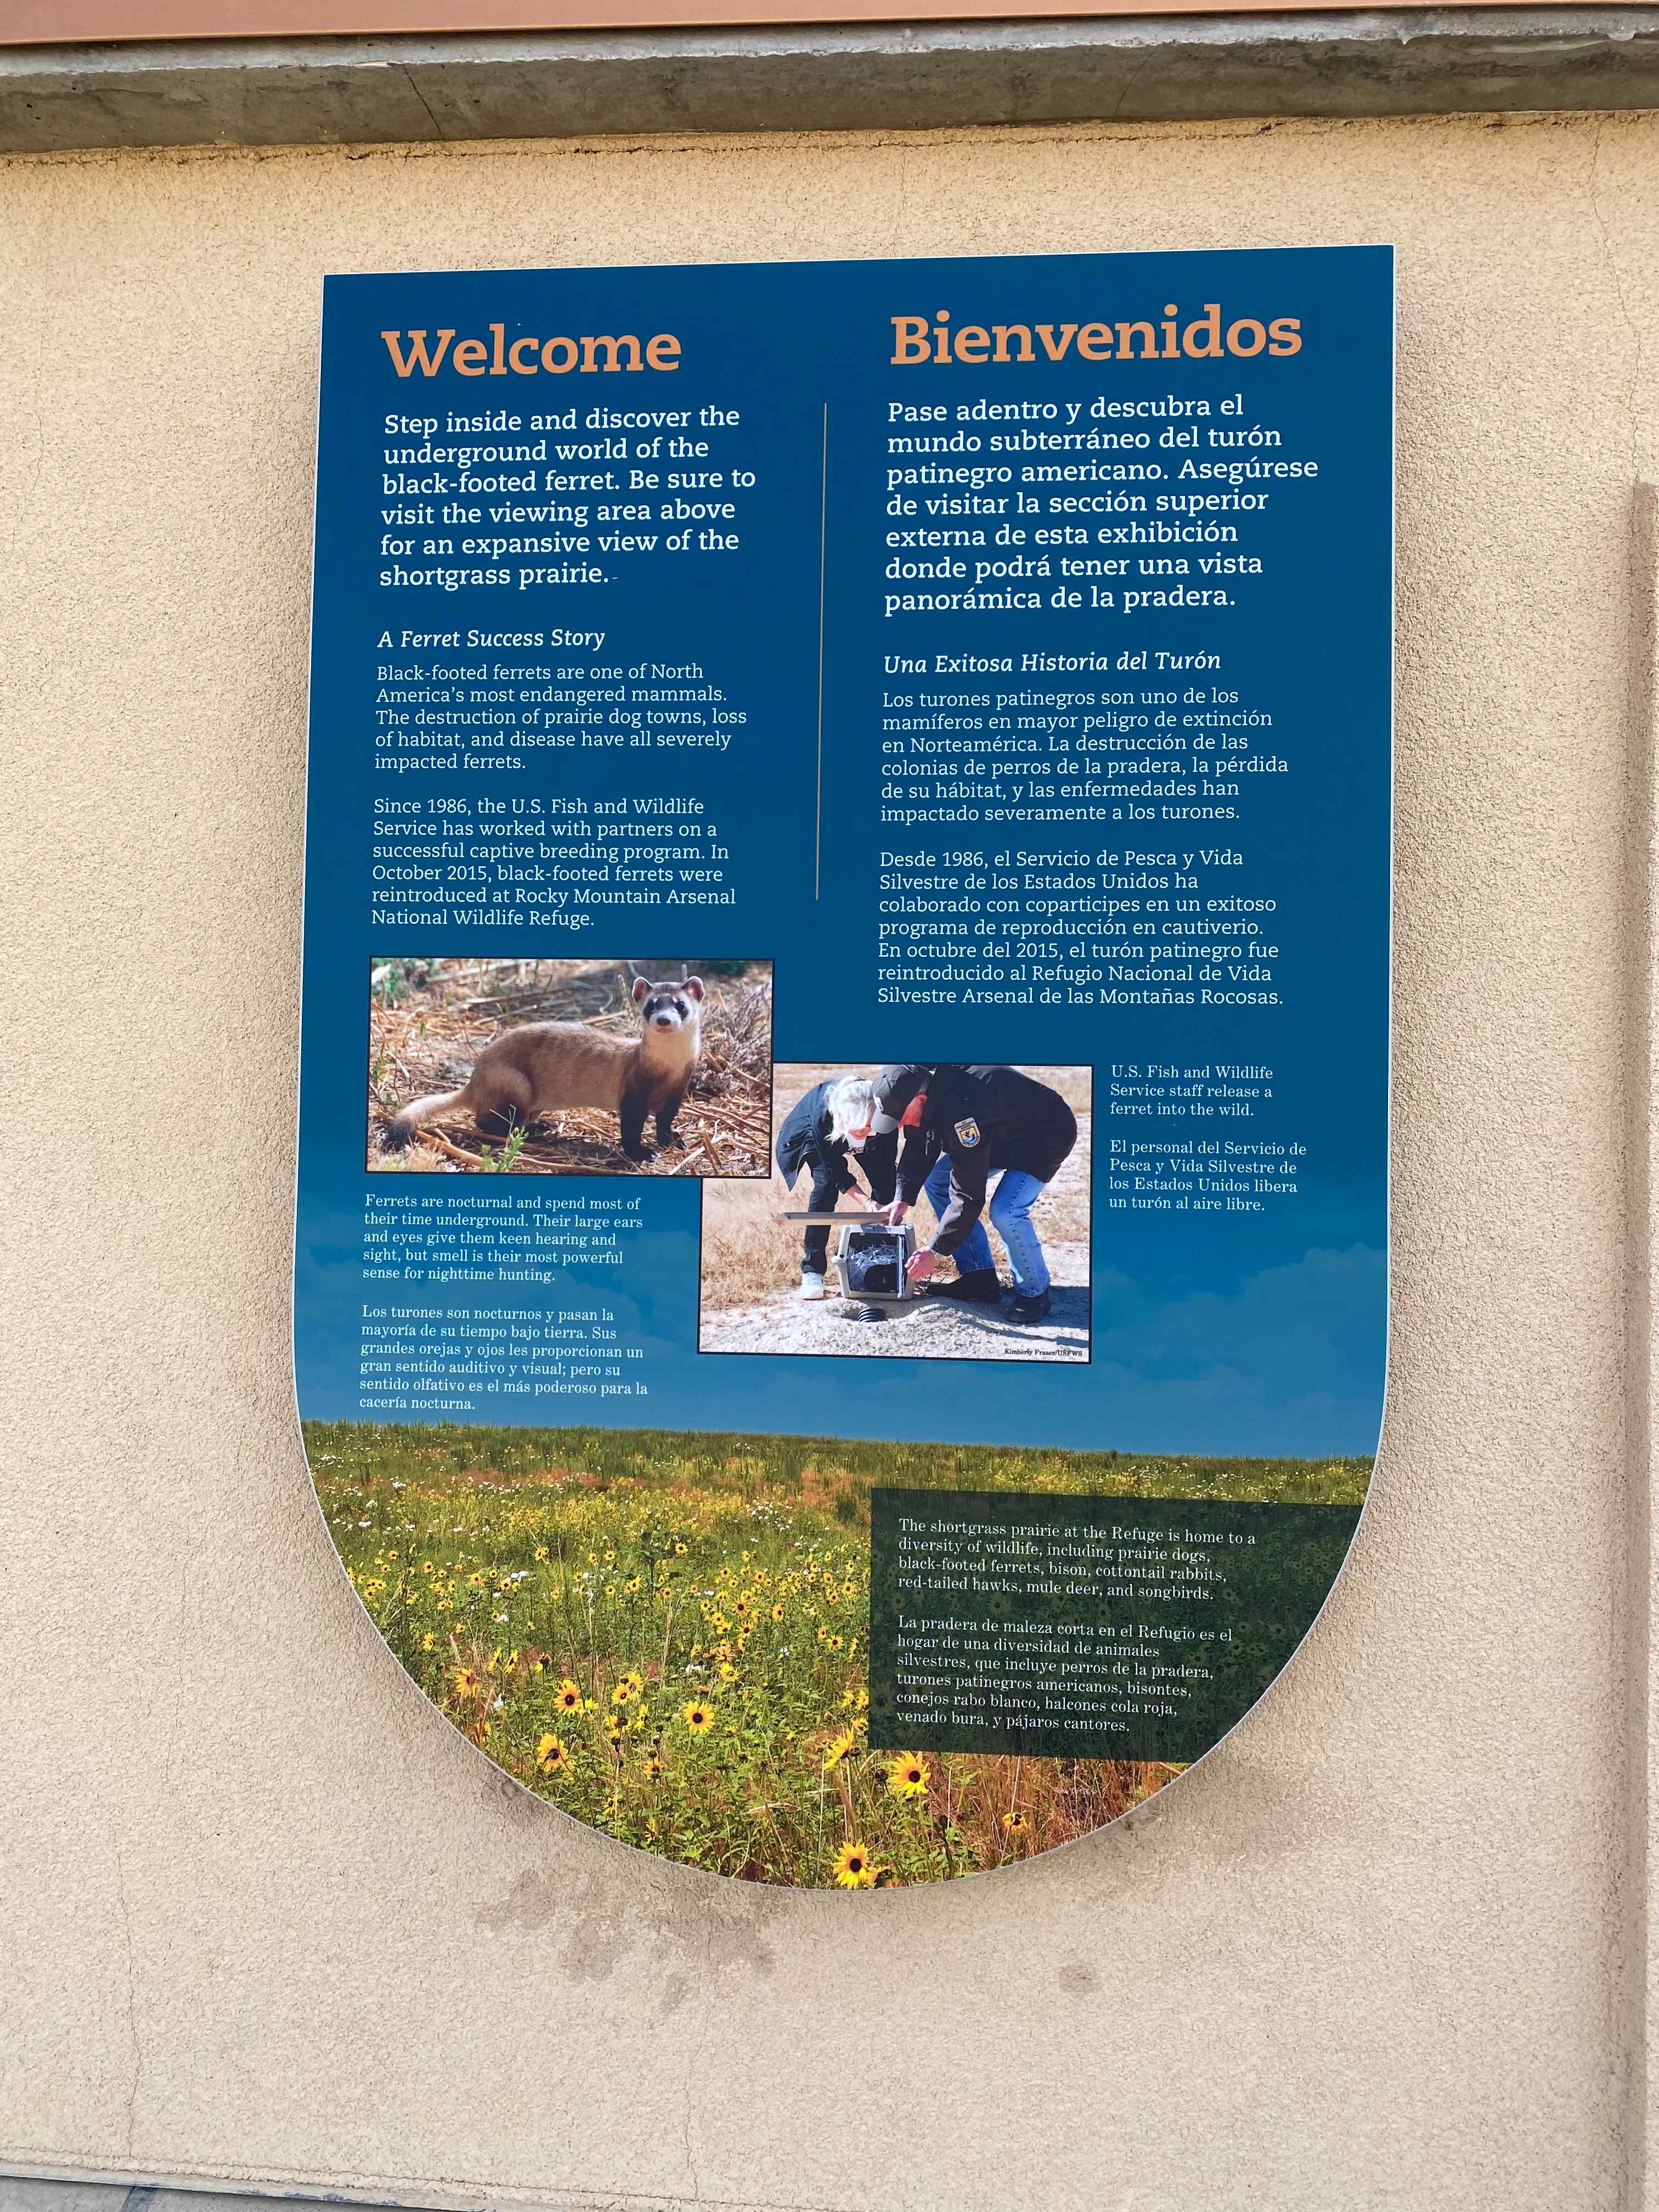 Welcome
Step inside and discover the
underground world of the
black-footed ferret. Be sure to
visit the viewing area above
for an expansive view of the
shortgrass prairie.
A Ferret Success Story
Black-footed ferrets are one of North
America's most endangered mammals.
The destruction of prairie dog towns, loss
of habitat, and disease have all severely
impacted ferrets.
Since 1986, the U.S. Fish and Wildlife
Service has worked with partners on a
successful captive breeding program. In
October 2015, black-footed ferrets were
reintroduced at Rocky Mountain Arsenal
National Wildlife Refuge.
Bienvenidos
Pase adentro y descubra el
mundo subterráneo del turón
patinegro americano. Asegúrese
de visitar la sección superior
externa de esta exhibición
donde podrá tener una vista
panorámica de la pradera.
Una Exitosa Historia del Turón
Los turones patinegros son uno de los
mamíferos en mayor peligro de extinción
en Norteamérica. La destrucción de las
colonias de perros de la pradera, la pérdida
de su hábitat, y las enfermedades han
impactado severamente a los turones.
Desde 1986, el Servicio de Pesca y Vida
Silvestre de los Estados Unidos ha
colaborado con coparticipes en un exitoso
programa de reproducción en cautiverio.
En octubre del 2015, el turón patinegro fue
reintroducido al Refugio Nacional de Vida
Silvestre Arsenal de las Montañas Rocosas.
Ferrets are nocturnal and spend most of
their time underground. Their large ears
and eyes give them keen hearing and
sight, but smell is their most powerful
sense for nighttime hunting.
Los turones son nocturnos y pasan la
mayoría de su tiempo bajo tierra. Sus
grandes orejas y ojos les proporcionan un
gran sentido auditivo y visual; pero su
sentido olfativo es el más poderoso para la
cacería nocturna.
U.S. Fish and Wildlife
Service staff release a
ferret into the wild.
El personal del Servicio de
Pesca y Vida Silvestre de
los Estados Unidos libera
un turón al aire libre.
Kimberly Fraser/USFWS
The shortgrass prairie at the Refuge is home to a
diversity of wildlife, including prairie dogs,
black-footed ferrets, bison, cottontail rabbits,
red-tailed hawks, mule deer, and songbirds.
La pradera de maleza corta en el Refugio es el
hogar de una diversidad de animales
silvestres, que incluye perros de la pradera,
turones patinegros americanos, bisontes,
conejos rabo blanco, halcones cola roja,
venado bura, y pájaros cantores.